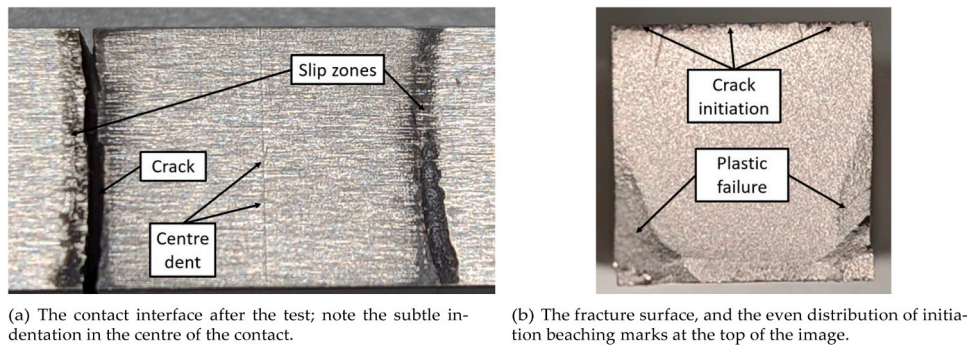 Slip zones
Crack
Centre
dent
Crack
initiation
Plastic
failure
(a) The contact interface after the test; note the subtle in-
dentation in the centre of the contact.
(b) The fracture surface, and the even distribution of initia-
tion beaching marks at the top of the image.